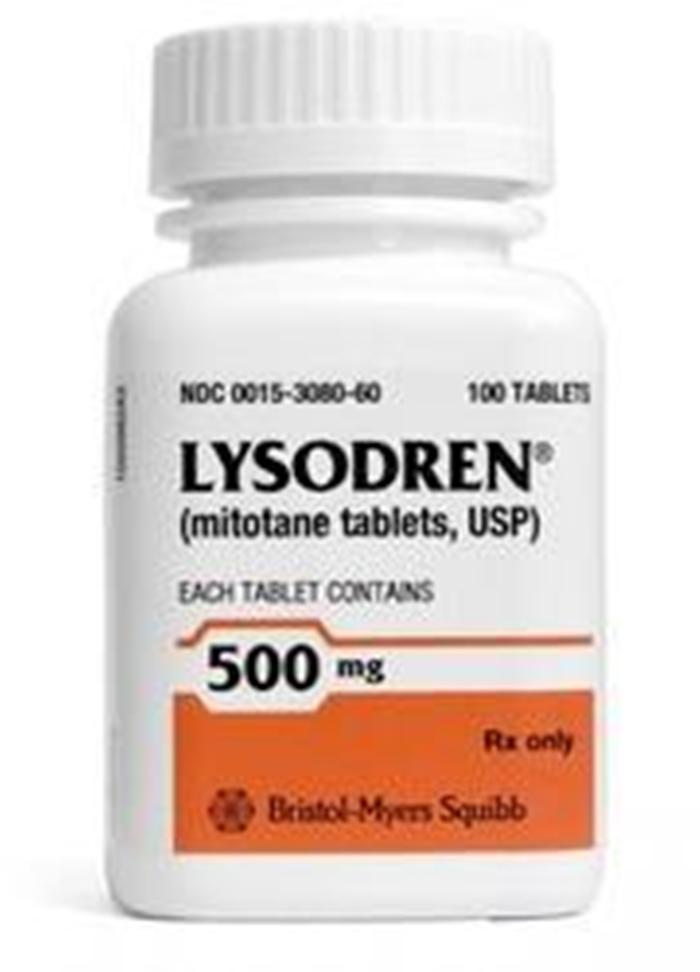 NDC 0015-3080-60 100 TABLETS
LYSODREN®
(mitotane tablets, USP)
EACH TABLET CONTAINS
500 mg
Rx only
Bristol-Myers Squibb